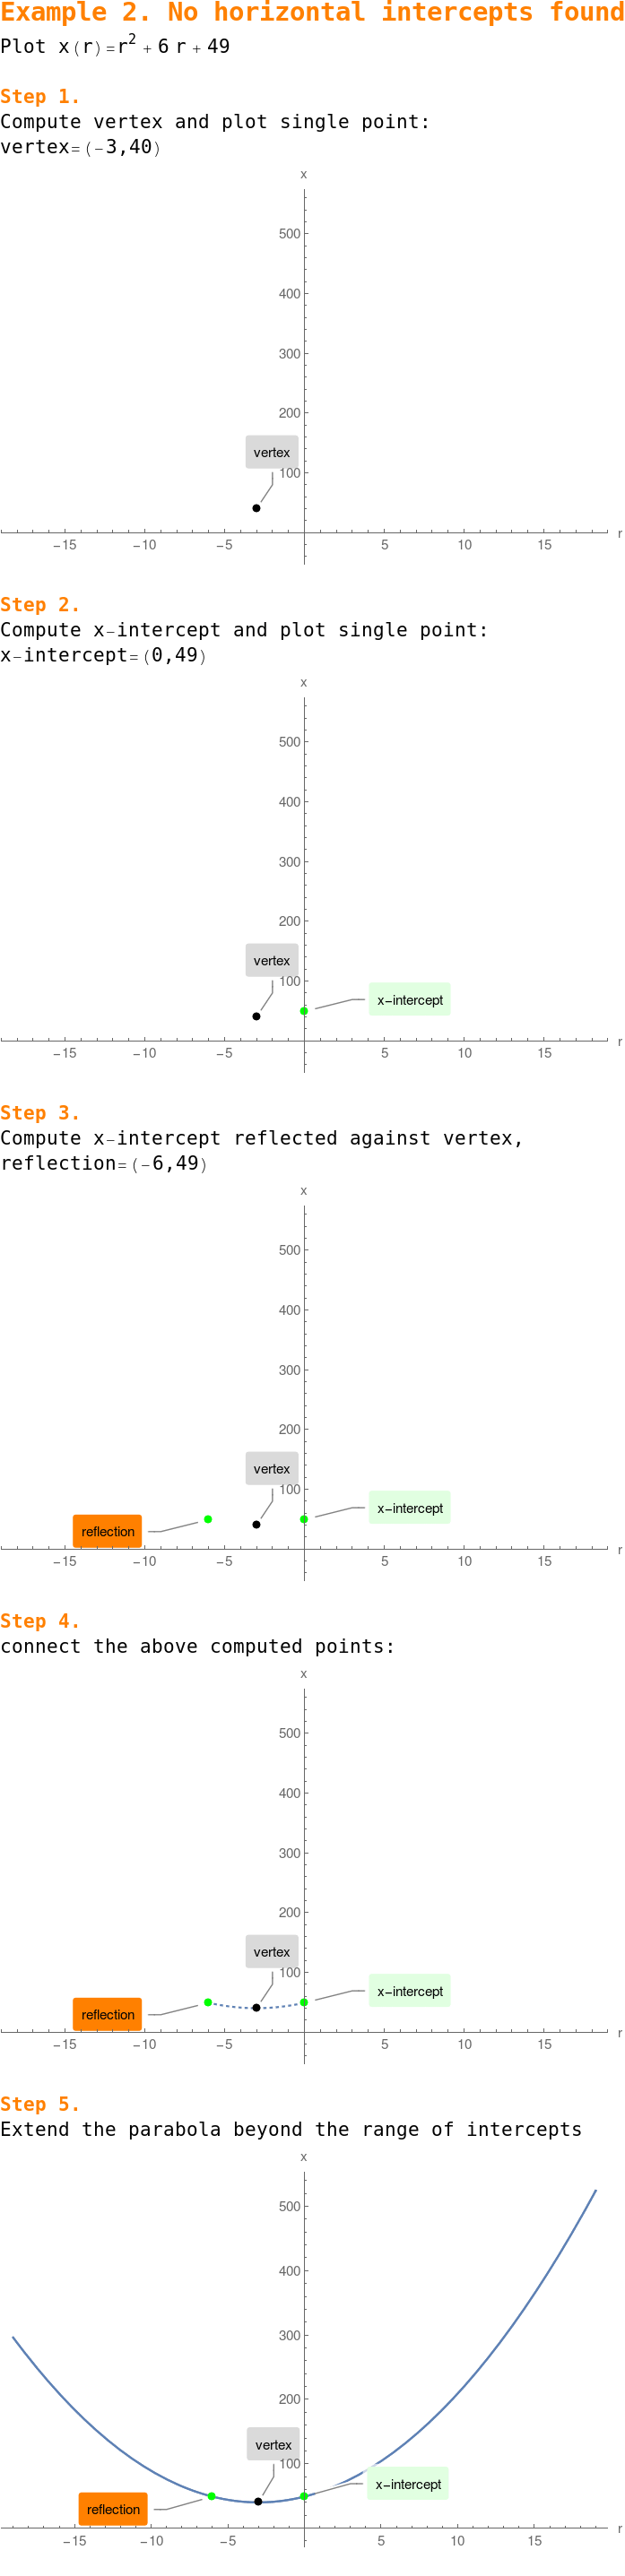 Example 2. No horizontal intercepts found
Plot x(r)=r² + 6 r + 49
Step 1.
Compute vertex and plot single point:
vertex=(-3,40)
x
500
400
300
200
vertex
100
r
-15 -10 -5 5 10 15
Step 2.
Compute x-intercept and plot single point:
x-intercept=(0,49)
x
500
400
300
200
vertex
100
x-intercept
r
-15 -10 -5 5 10 15
Step 3.
Compute x-intercept reflected against vertex,
reflection=(-6,49)
x
500
400
300
200
vertex
100
x-intercept
reflection
r
-15 -10 -5 5 10 15
Step 4.
connect the above computed points:
x
500
400
300
200
vertex
100
x-intercept
reflection
r
-15 -10 -5 5 10 15
Step 5.
Extend the parabola beyond the range of intercepts
x
500
400
300
200
vertex
100
x-intercept
reflection
r
-15 -10 -5 5 10 15